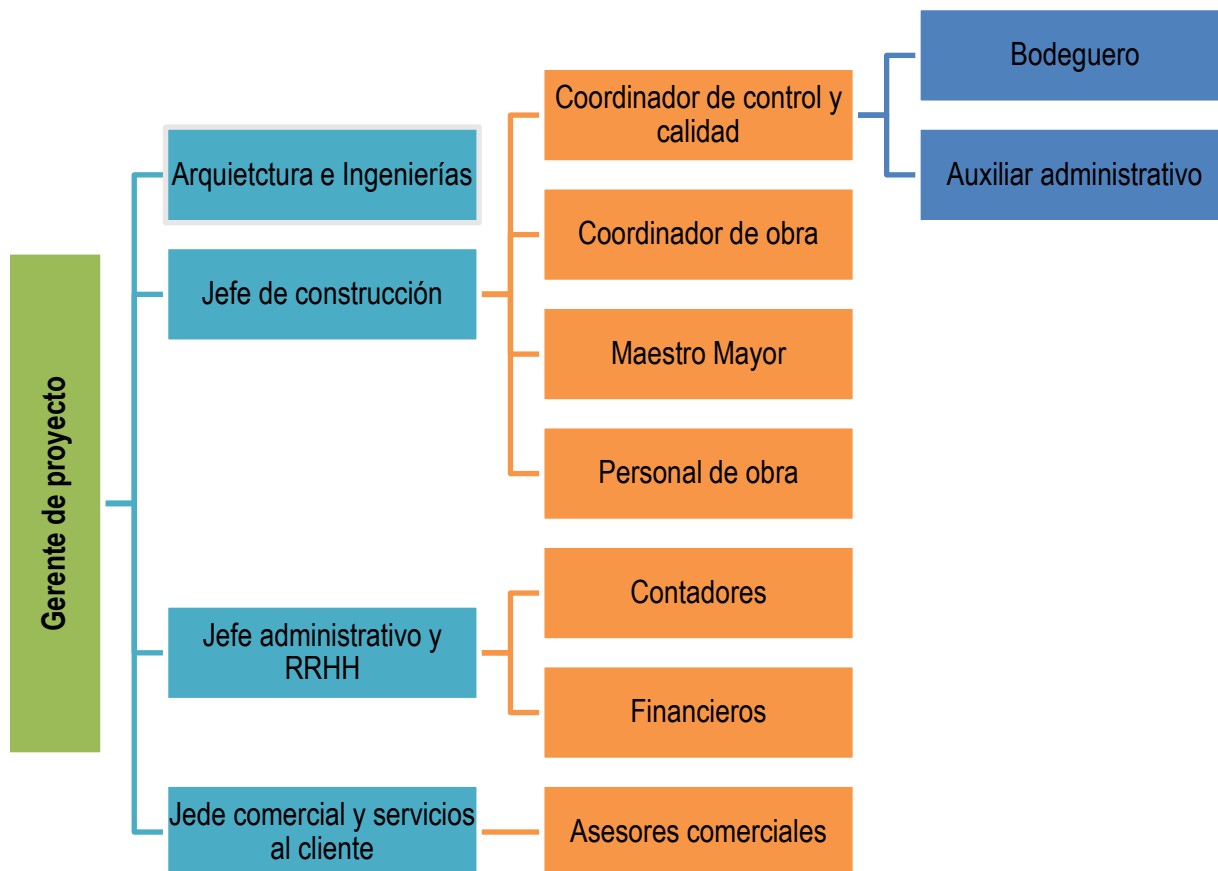 Gerente de proyecto
Arquietctura e Ingenierías
Jefe de construcción
Coordinador de control y
calidad
Bodeguero
Auxiliar administrativo
Coordinador de obra
Maestro Mayor
Personal de obra
Jefe administrativo y
RRHH
Contadores
Financieros
Jede comercial y servicios
al cliente
Asesores comerciales